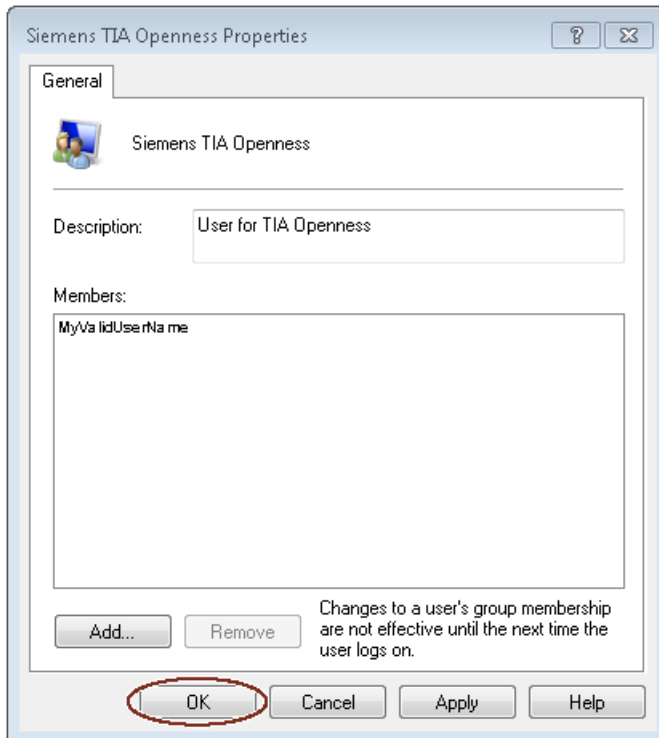 Siemens TIA Openness Properties
General
Siemens TIA Openness
Description:
User for TIA Openness
Members:
MyValidUserName
Add...
Remove
Changes to a user's group membership
are not effective until the next time the
user logs on.
OK
Cancel
Apply
Help